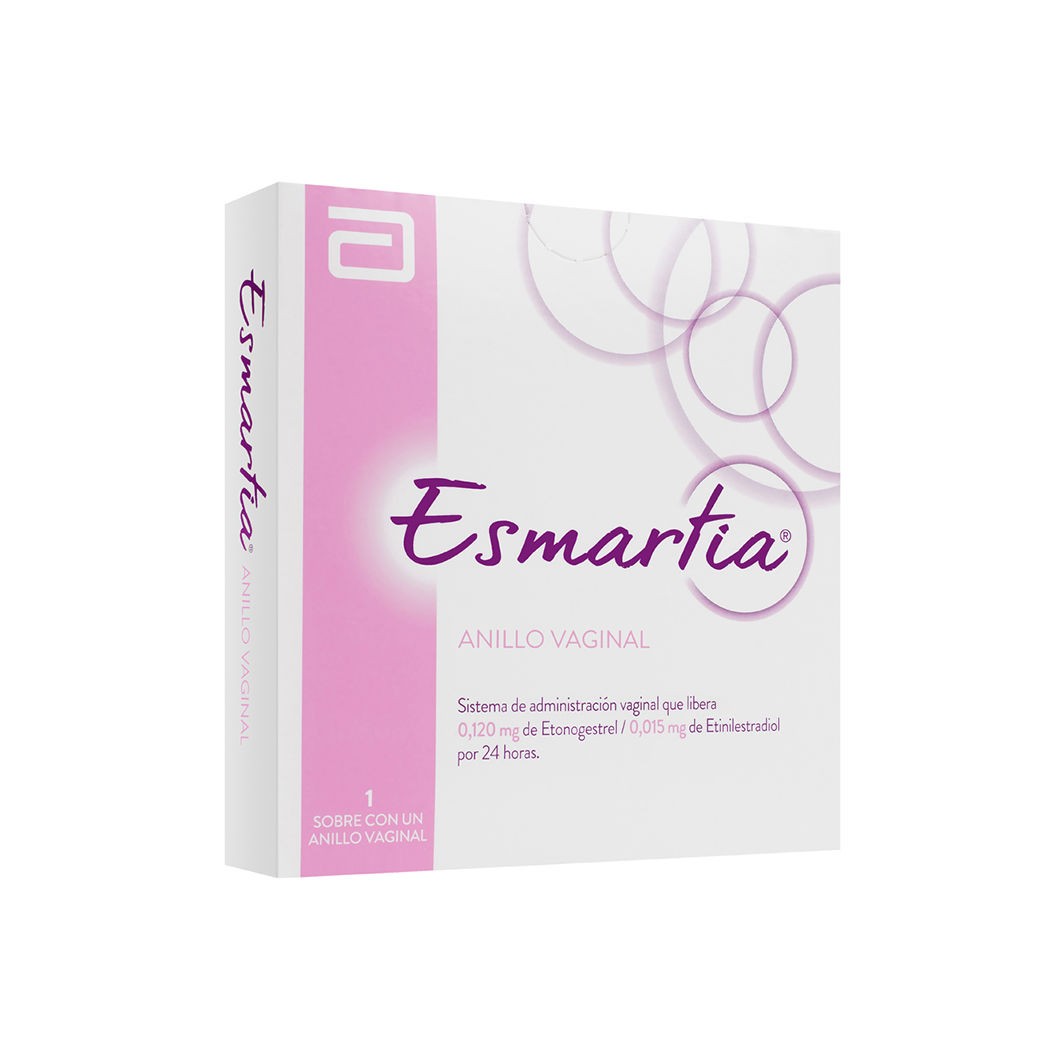 Esmartia® ANILLO VAGINAL
Esmartia®
ANILLO VAGINAL
Sistema de administración vaginal que libera
0,120 mg de Etonogestrel / 0,015 mg de Etinilestradiol
por 24 horas.
1
SOBRE CON UN
ANILLO VAGINAL